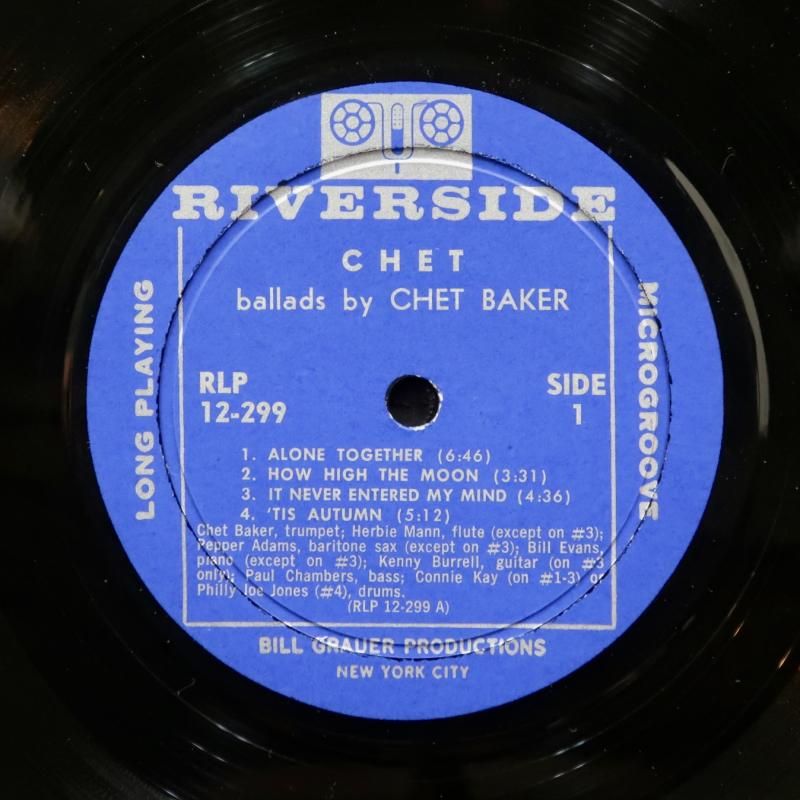 RIVERSIDE
CHET
ballads by CHET BAKER
LONG PLAYING
MICROGROOVE
RLP
12-299
SIDE
1
1. ALONE TOGETHER (6:46)
2. HOW HIGH THE MOON (3:31)
3. IT NEVER ENTERED MY MIND (4:36)
4. 'TIS AUTUMN (5:12)
Chet Baker, trumpet; Herbie Mann, flute (except on #3);
Pepper Adams, baritone sax (except on #3); Bill Evans,
piano (except on #3); Kenny Burrell, guitar (on #3
only); Paul Chambers, bass; Connie Kay (on #1-3) or
Philly Joe Jones (#4), drums.
(RLP 12-299 A)
BILL GRAUER PRODUCTIONS
NEW YORK CITY